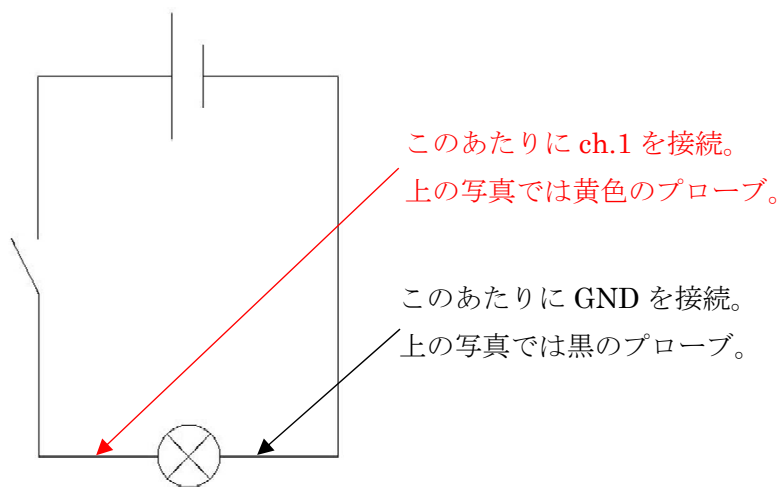 このあたりに ch.1 を接続。
上の写真では黄色のプローブ。
このあたりに GND を接続。
上の写真では黒のプローブ。